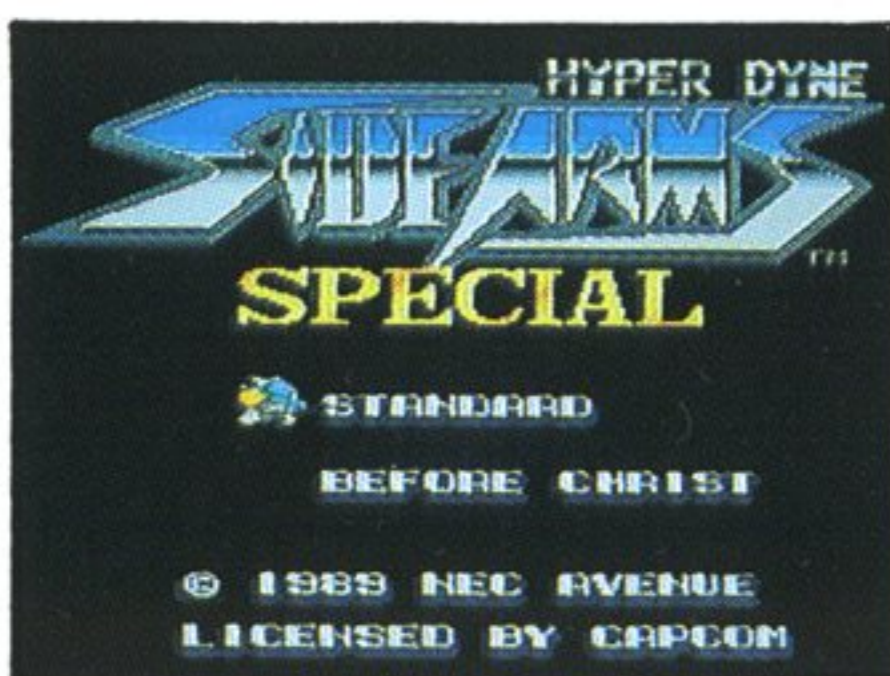 HYPER DYNE
SIDE ARMS
TM
SPECIAL
STANDARD
BEFORE CHRIST
© 1989 NEC AVENUE
LICENSED BY CAPCOM